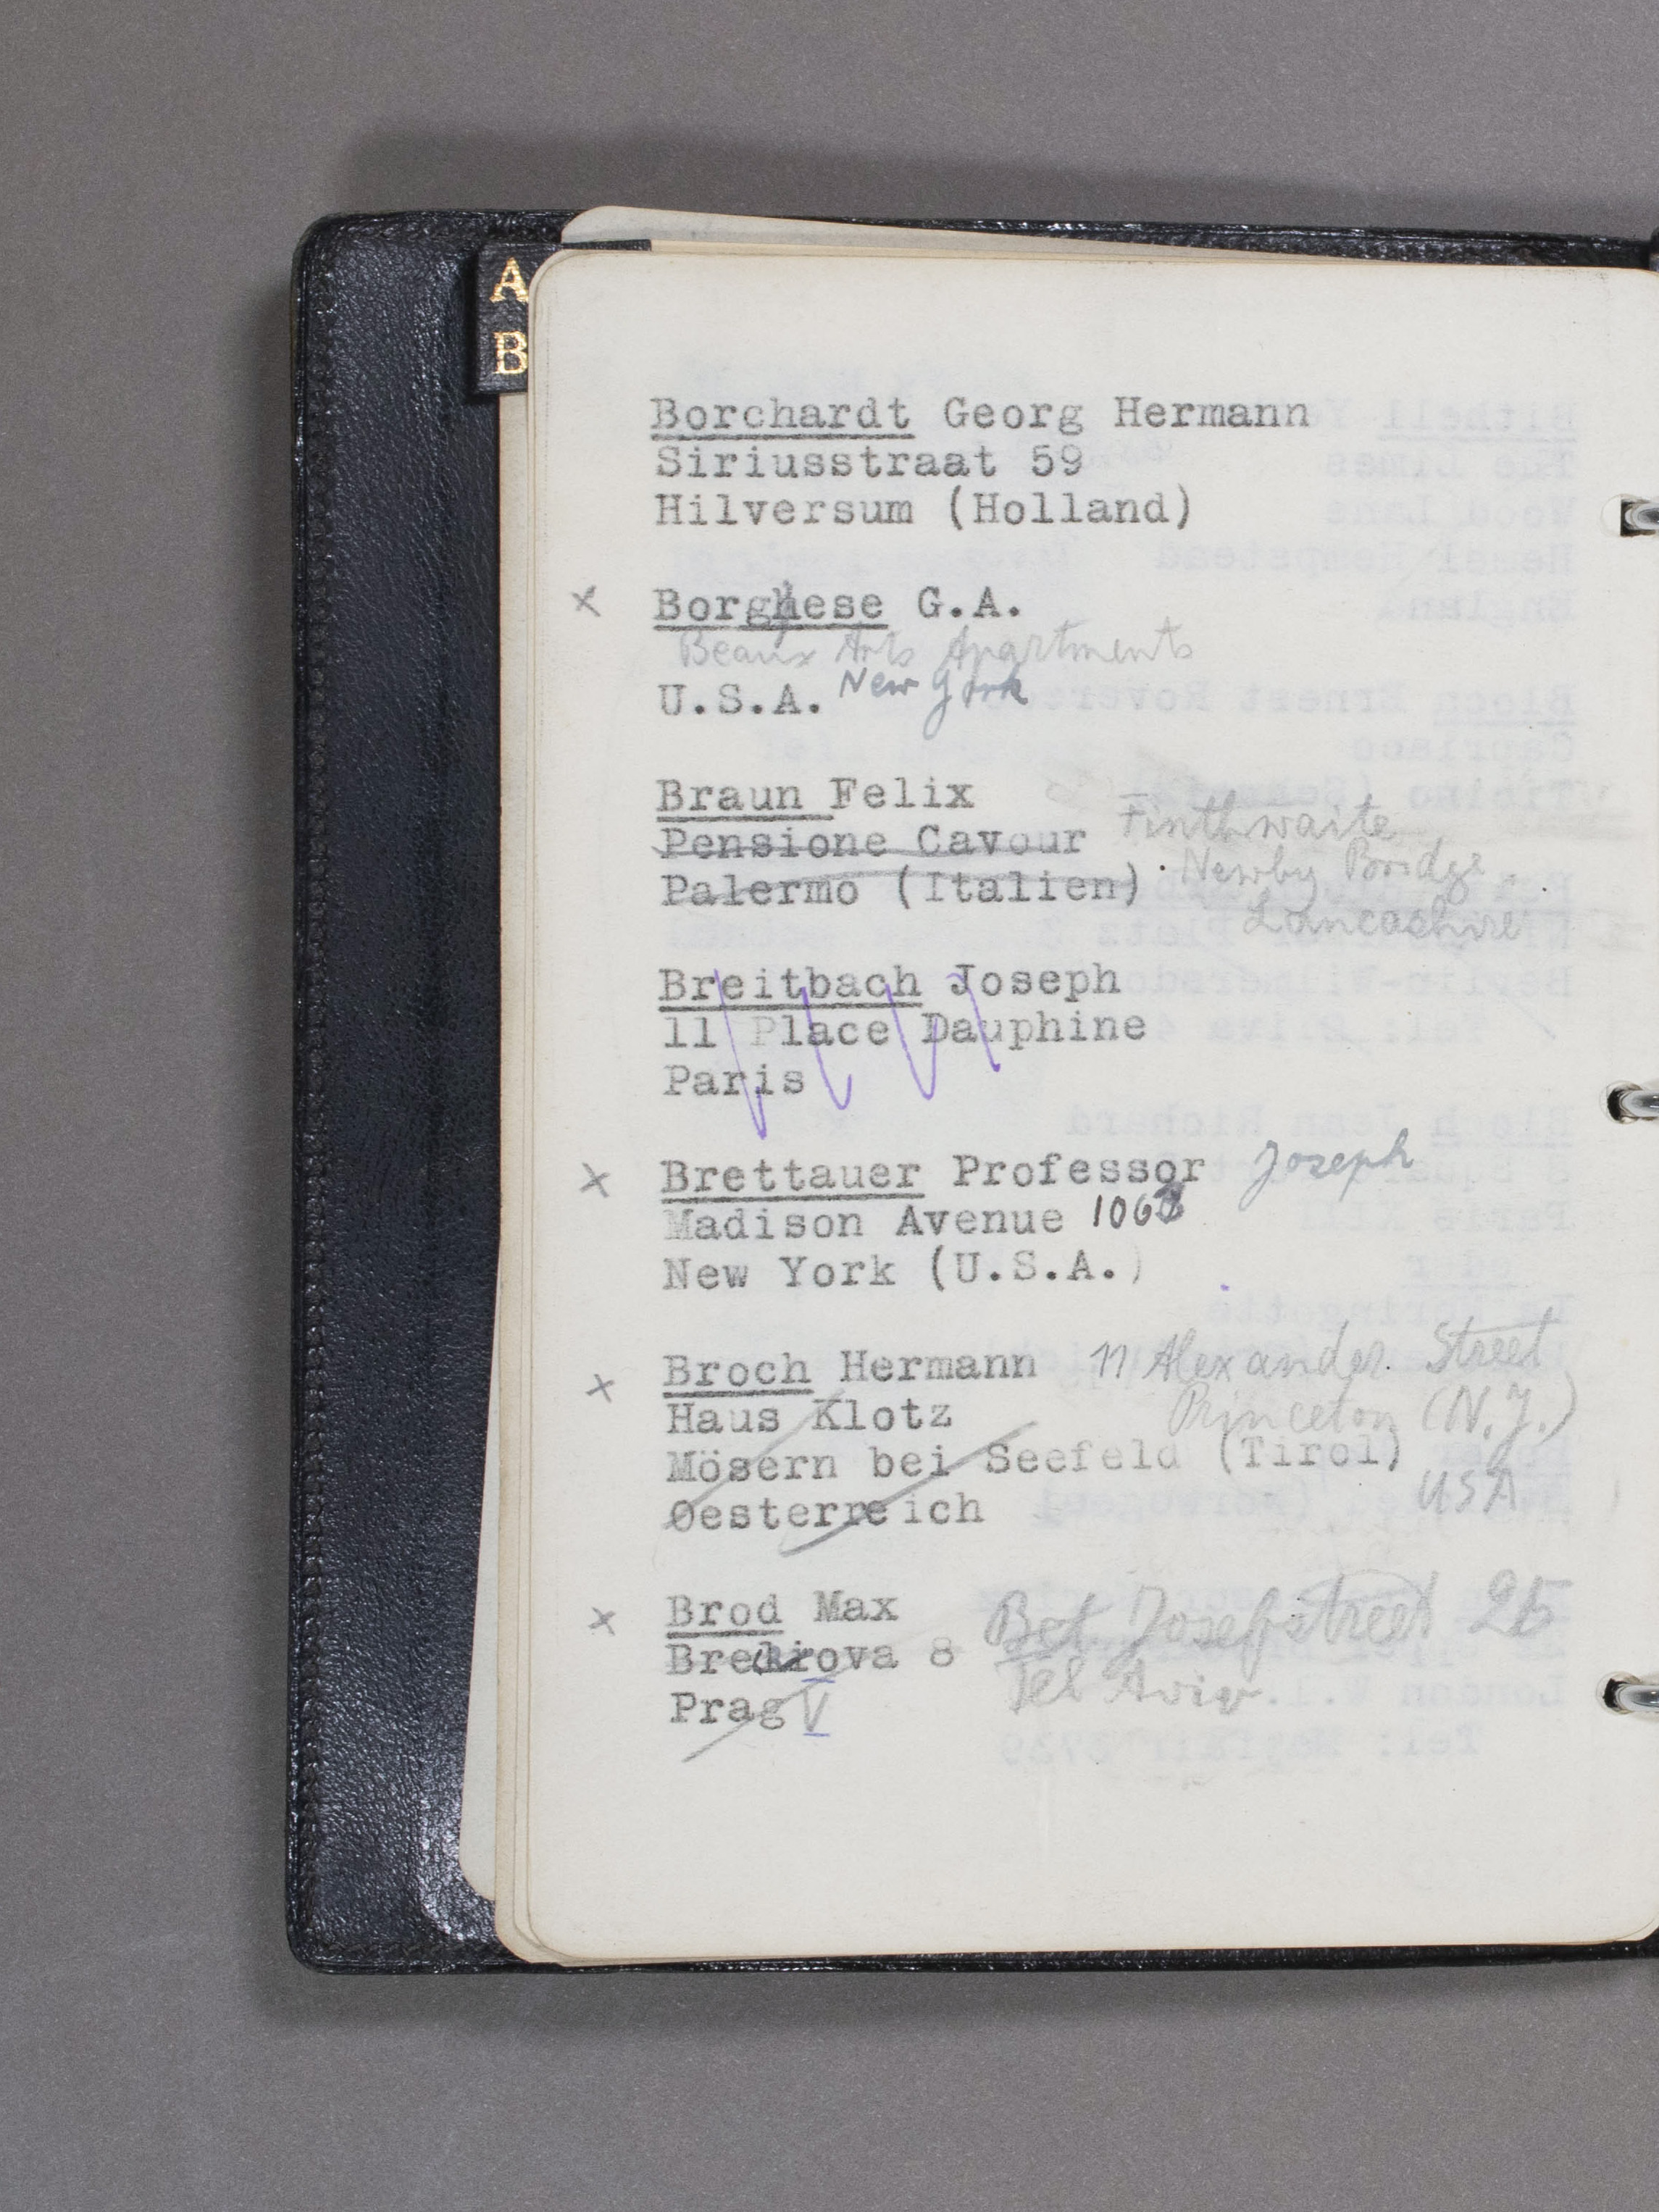 A
B
Borchardt Georg Hermann
Siriusstraat 59
Hilversum (Holland)
x Borghese G.A.
Beaux Arts Apartments
U.S.A. New York
Braun Felix
Pensione Cavour Finthwaite
Palermo (Italien) Newby Bridge
Lancashire
Breitbach Joseph
11 Place Dauphine
Paris
x Brettauer Professor Joseph
Madison Avenue
New York (U.S.A.)
x Broch Hermann 11 Alexander Street
Haus Klotz Princeton (N.J.)
Mösern bei Seefeld (Tirol)
Oesterreich USA
x Brod Max Bet. Josefstreet 25
8 Tel Aviv
Prag V